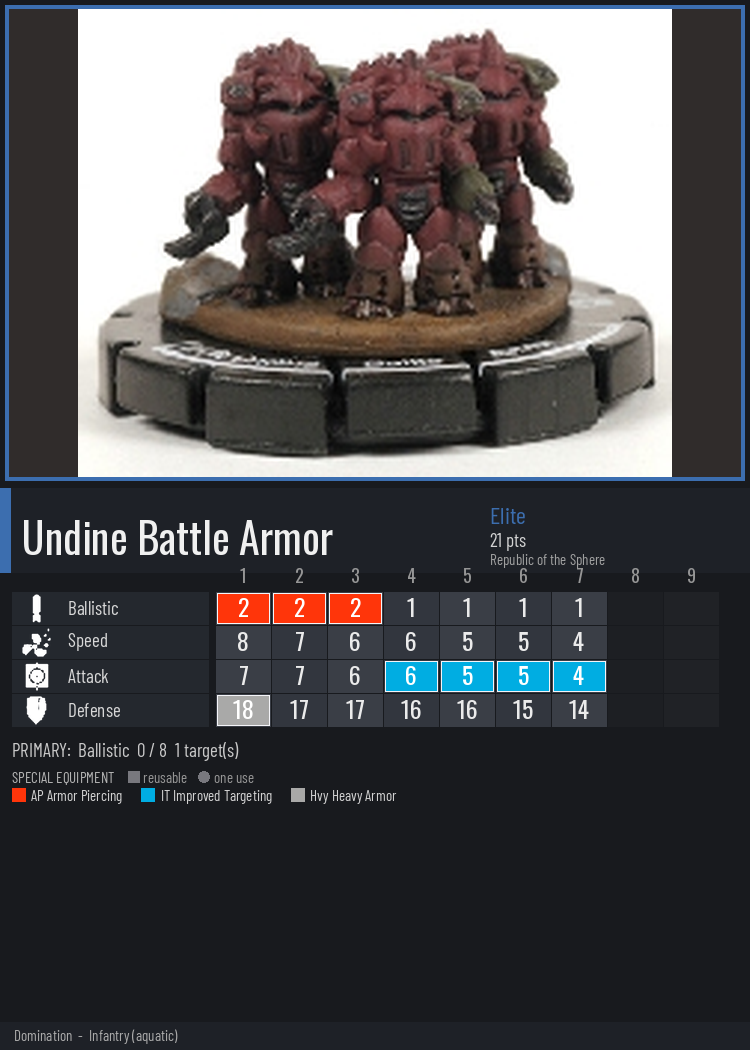 Undine Battle Armor
Elite
21 pts
Republic of the Sphere
1 2 3 4 5 6 7 8 9
Ballistic 2 2 2 1 1 1 1
Speed 8 7 6 6 5 5 4
Attack 7 7 6 6 5 5 4
Defense 18 17 17 16 16 15 14
PRIMARY: Ballistic 0 / 8 1 target(s)
SPECIAL EQUIPMENT reusable one use
AP Armor Piercing IT Improved Targeting Hvy Heavy Armor
Domination - Infantry (aquatic)